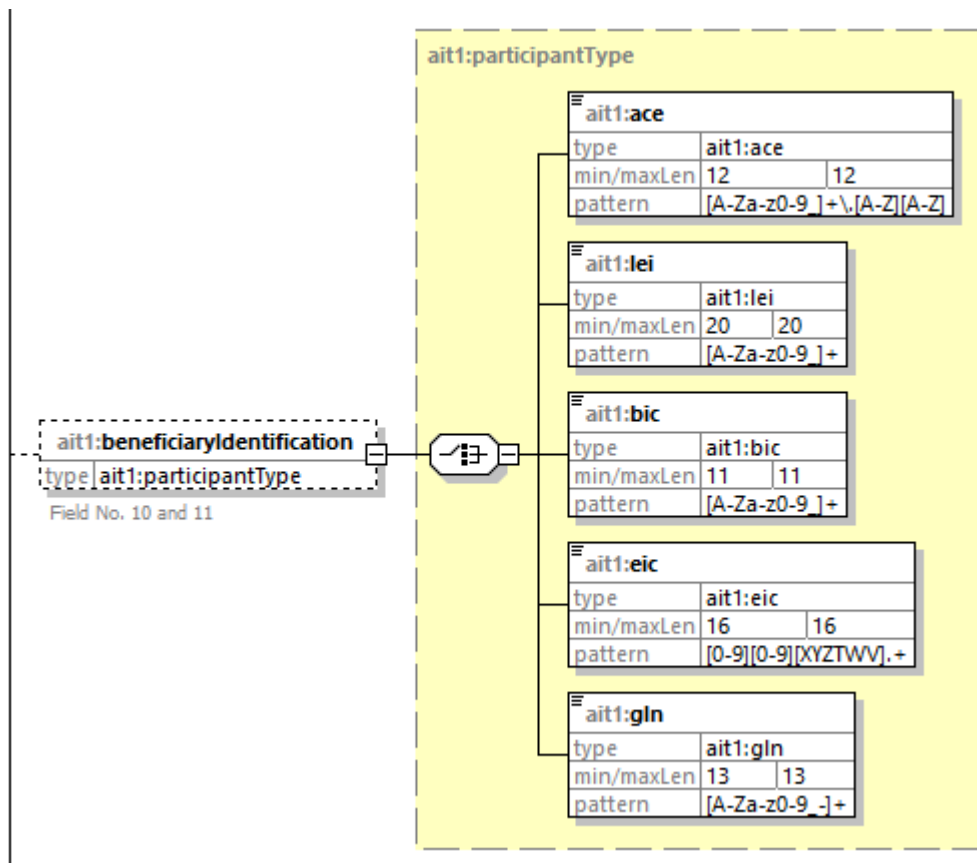 ait1:participantType
ait1:ace
type ait1:ace
min/maxLen 12 12
pattern [A-Za-z0-9_]+\.[A-Z][A-Z]
ait1:lei
type ait1:lei
min/maxLen 20 20
pattern [A-Za-z0-9_]+
ait1:bic
type ait1:bic
min/maxLen 11 11
pattern [A-Za-z0-9_]+
ait1:beneficiaryIdentification
type ait1:participantType
Field No. 10 and 11
ait1:eic
type ait1:eic
min/maxLen 16 16
pattern [0-9][0-9][XYZTWV].+
ait1:gln
type ait1:gln
min/maxLen 13 13
pattern [A-Za-z0-9_-]+